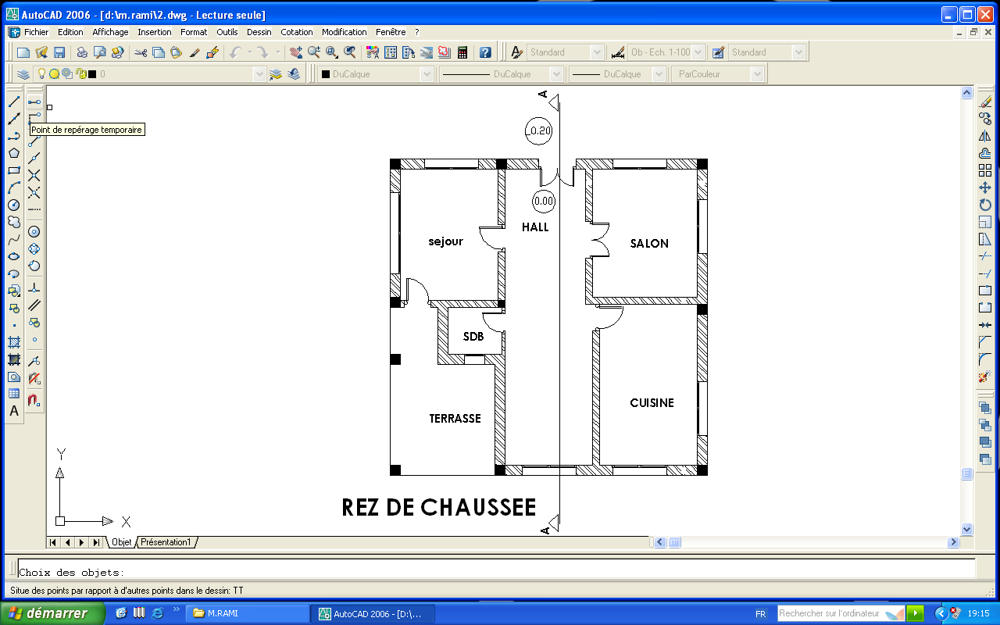 AutoCAD 2006 - [d:\m.rami\2.dwg - Lecture seule]
Fichier Edition Affichage Insertion Format Outils Dessin Cotation Modification Fenêtre ?
Standard Ob - Ech. 1-100 Standard
0 DuCalque DuCalque DuCalque ParCouleur
Point de repérage temporaire
A
A
_0.20
0.00
HALL
sejour
SALON
SDB
CUISINE
TERRASSE
REZ DE CHAUSSEE
A
Y
X
Objet Présentation1
Choix des objets:
Situe des points par rapport à d'autres points dans le dessin: TT
démarrer
M.RAMI
AutoCAD 2006 - [D:\...
FR
Rechercher sur l'ordinateur
19:15